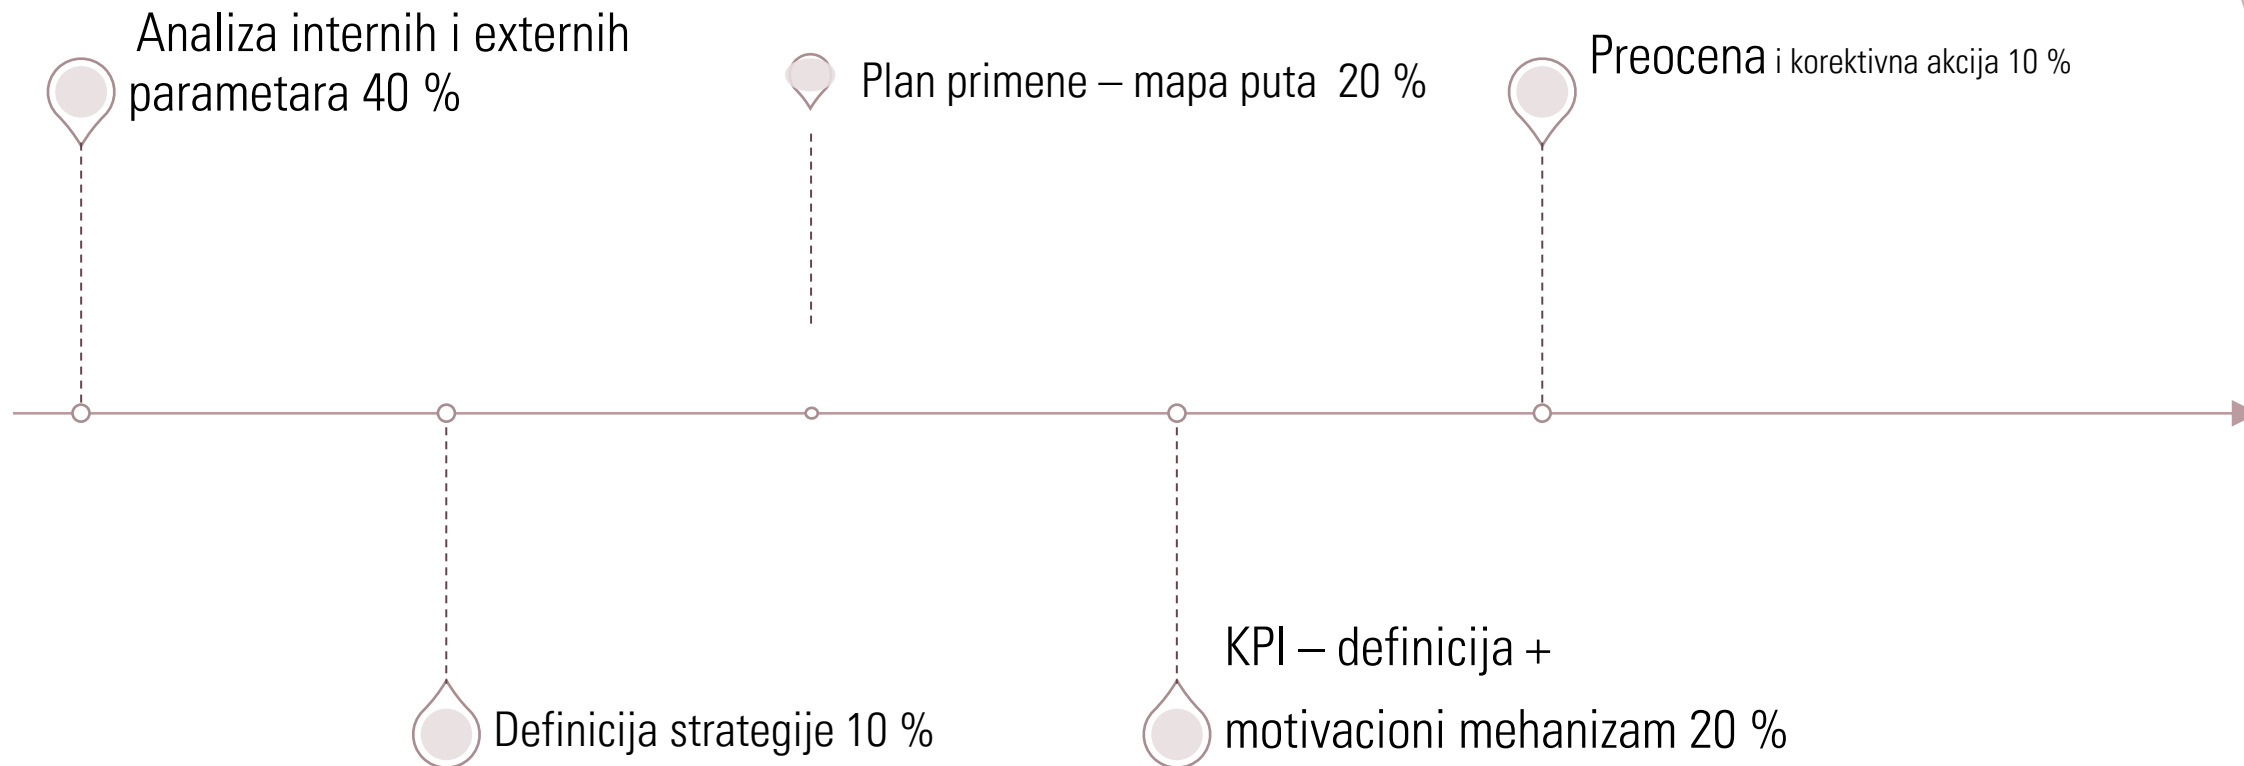 Analiza internih i externih
parametara 40 %
Plan primene – mapa puta 20 %
Preocena i korektivna akcija 10 %
Definicija strategije 10 %
KPI – definicija +
motivacioni mehanizam 20 %